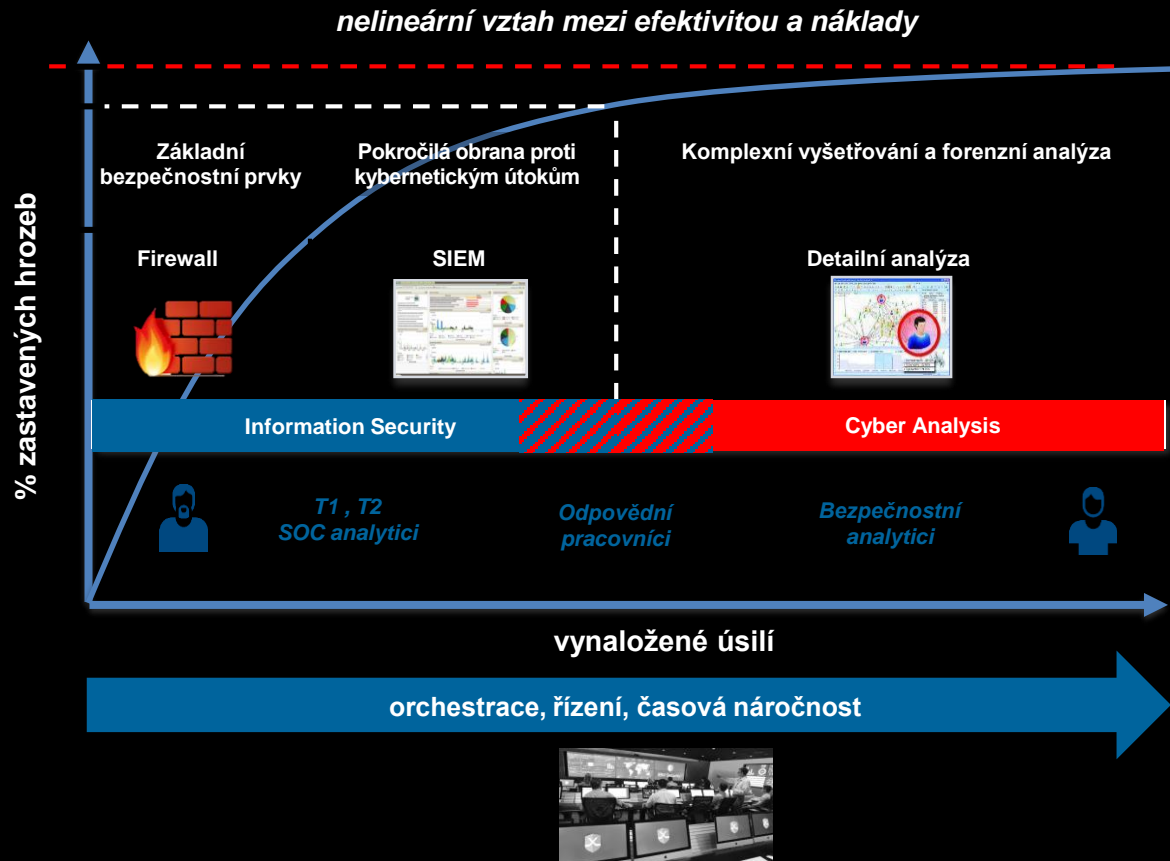 nelineární vztah mezi efektivitou a náklady
% zastavených hrozeb
Základní
bezpečnostní prvky
Pokročilá obrana proti
kybernetickým útokům
Komplexní vyšetřování a forenzní analýza
Firewall
SIEM
Detailní analýza
Information Security
Cyber Analysis
T1 , T2
SOC analytici
Odpovědní
pracovníci
Bezpečnostní
analytici
vynaložené úsilí
orchestrace, řízení, časová náročnost